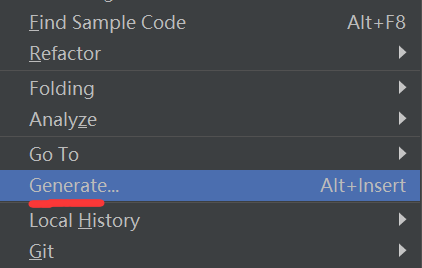 Find Sample Code Alt+F8
Refactor
Folding
Analyze
Go To
Generate... Alt+Insert
Local History
Git